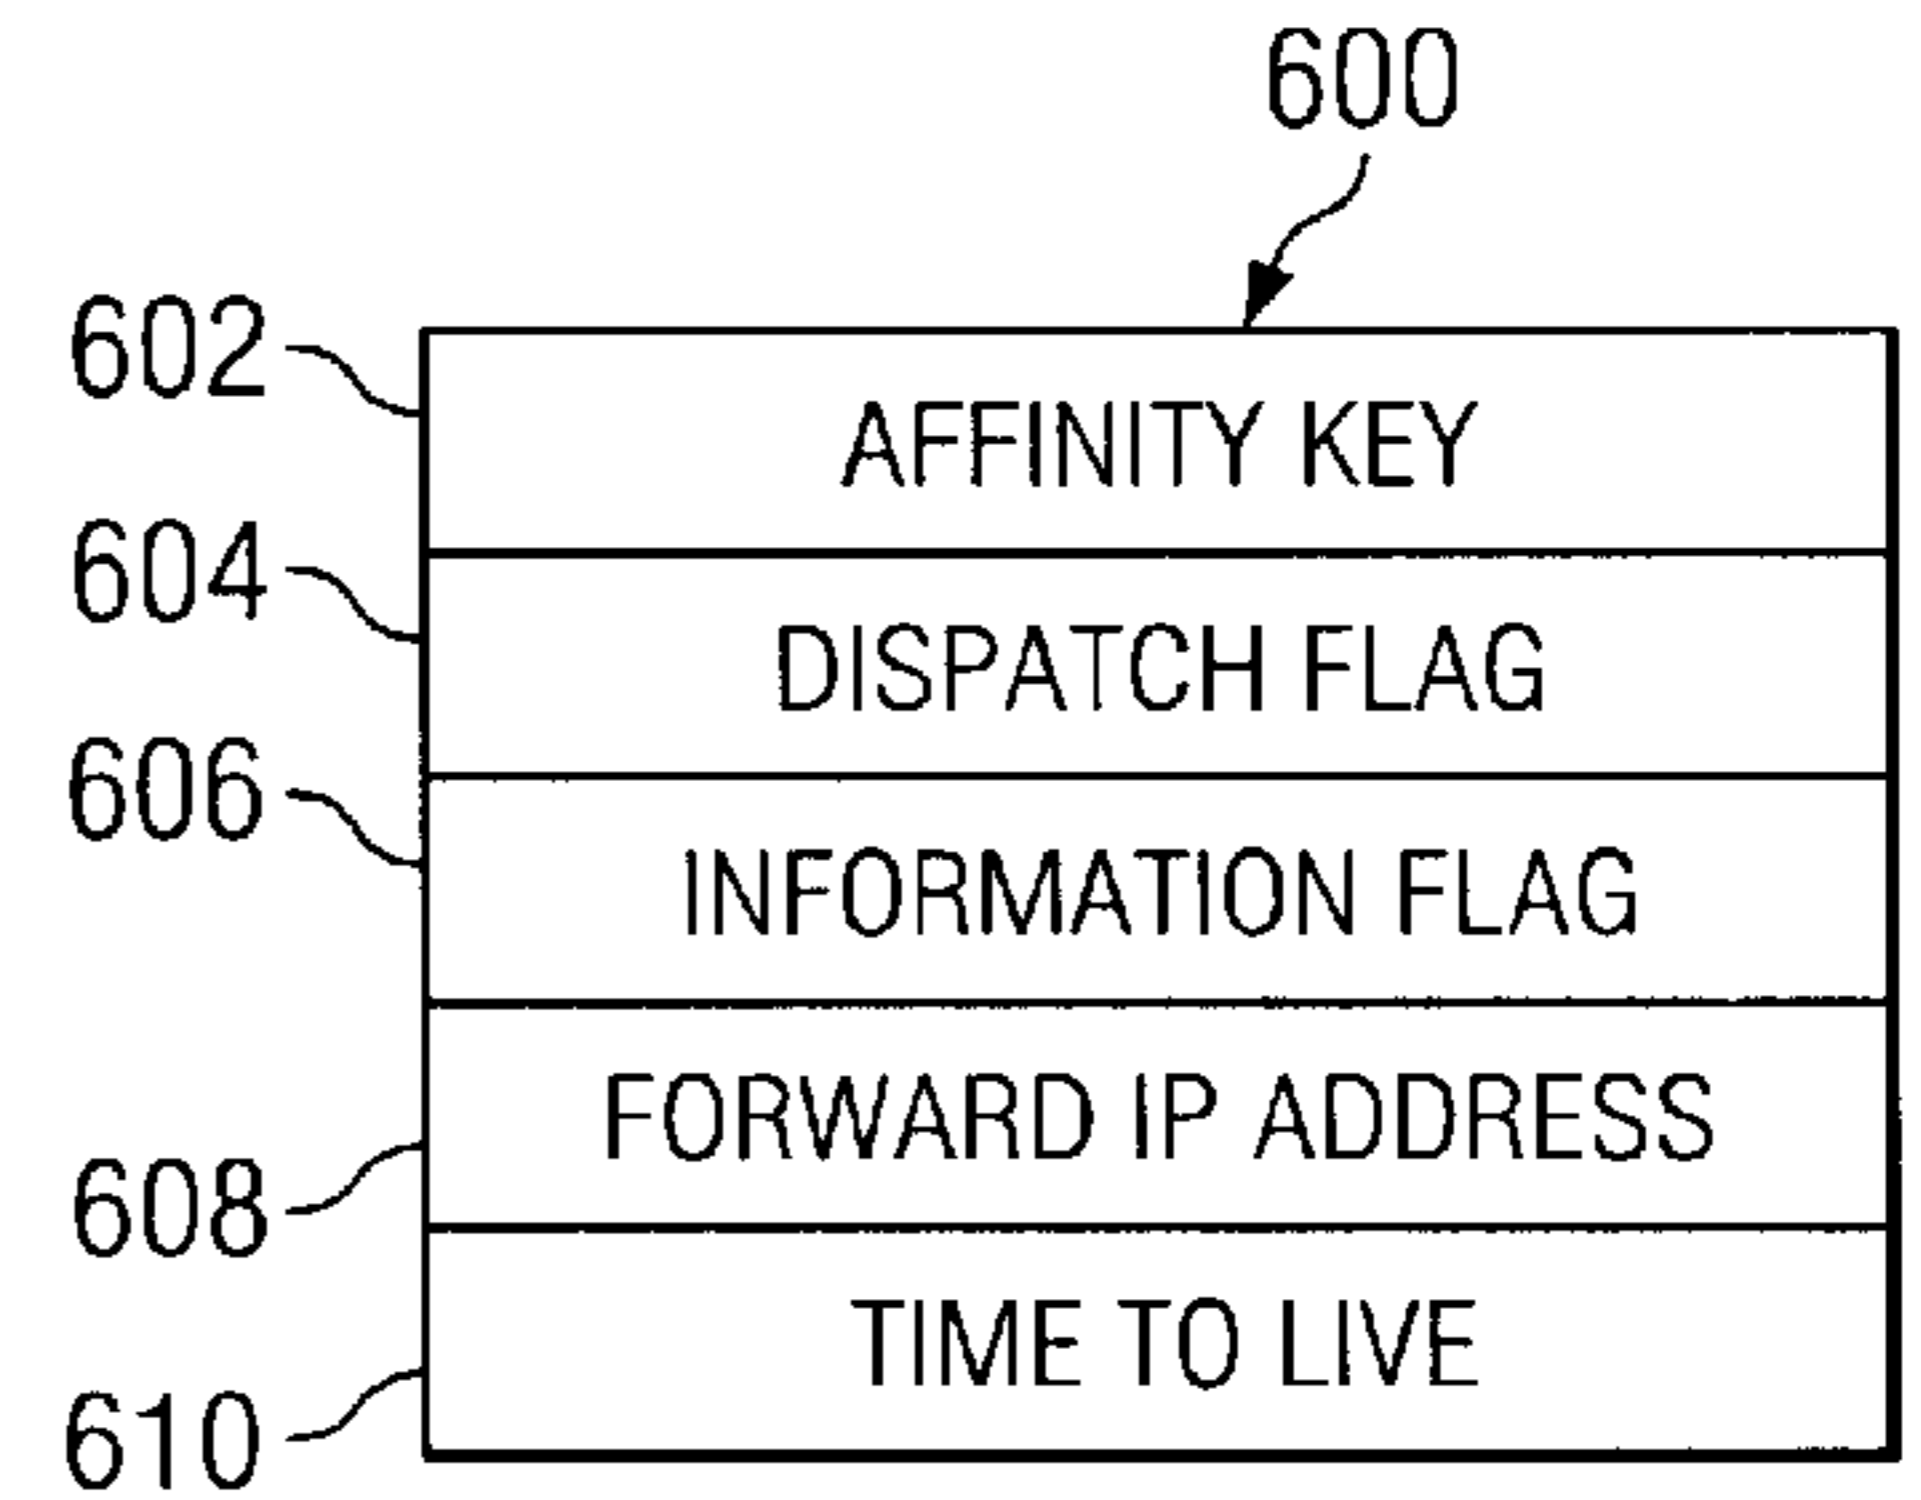 600
602
AFFINITY KEY
604
DISPATCH FLAG
606
INFORMATION FLAG
FORWARD IP ADDRESS
608
TIME TO LIVE
610